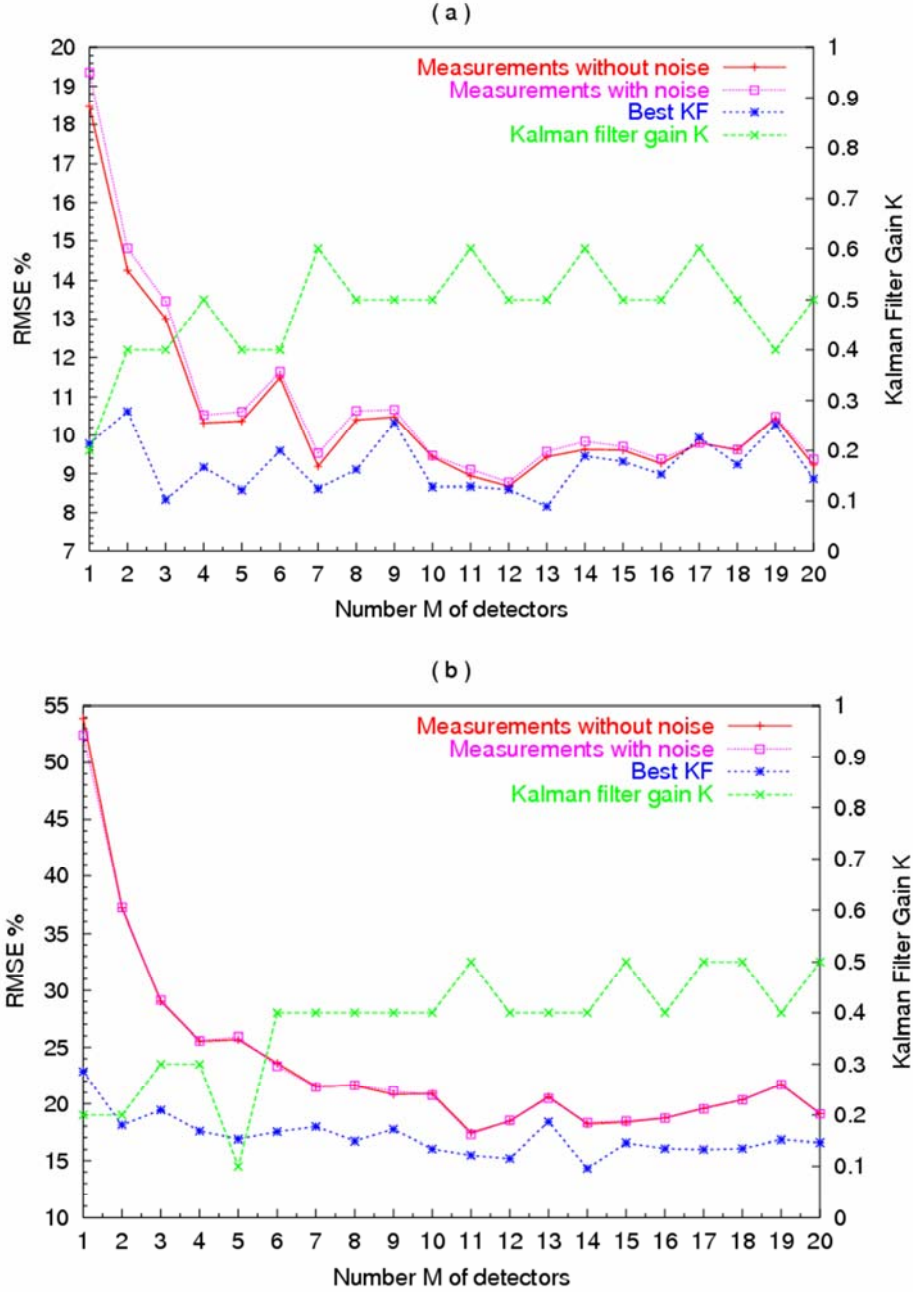 ( a )
Measurements without noise
Measurements with noise
Best KF
Kalman filter gain K
20
19
18
17
16
15
14
13
12
11
10
9
8
7
RMSE %
1
0.9
0.8
0.7
0.6
0.5
0.4
0.3
0.2
0.1
0
Kalman Filter Gain K
1 2 3 4 5 6 7 8 9 10 11 12 13 14 15 16 17 18 19 20
Number M of detectors
( b )
Measurements without noise
Measurements with noise
Best KF
Kalman filter gain K
55
50
45
40
35
30
25
20
15
10
RMSE %
1
0.9
0.8
0.7
0.6
0.5
0.4
0.3
0.2
0.1
0
Kalman Filter Gain K
1 2 3 4 5 6 7 8 9 10 11 12 13 14 15 16 17 18 19 20
Number M of detectors